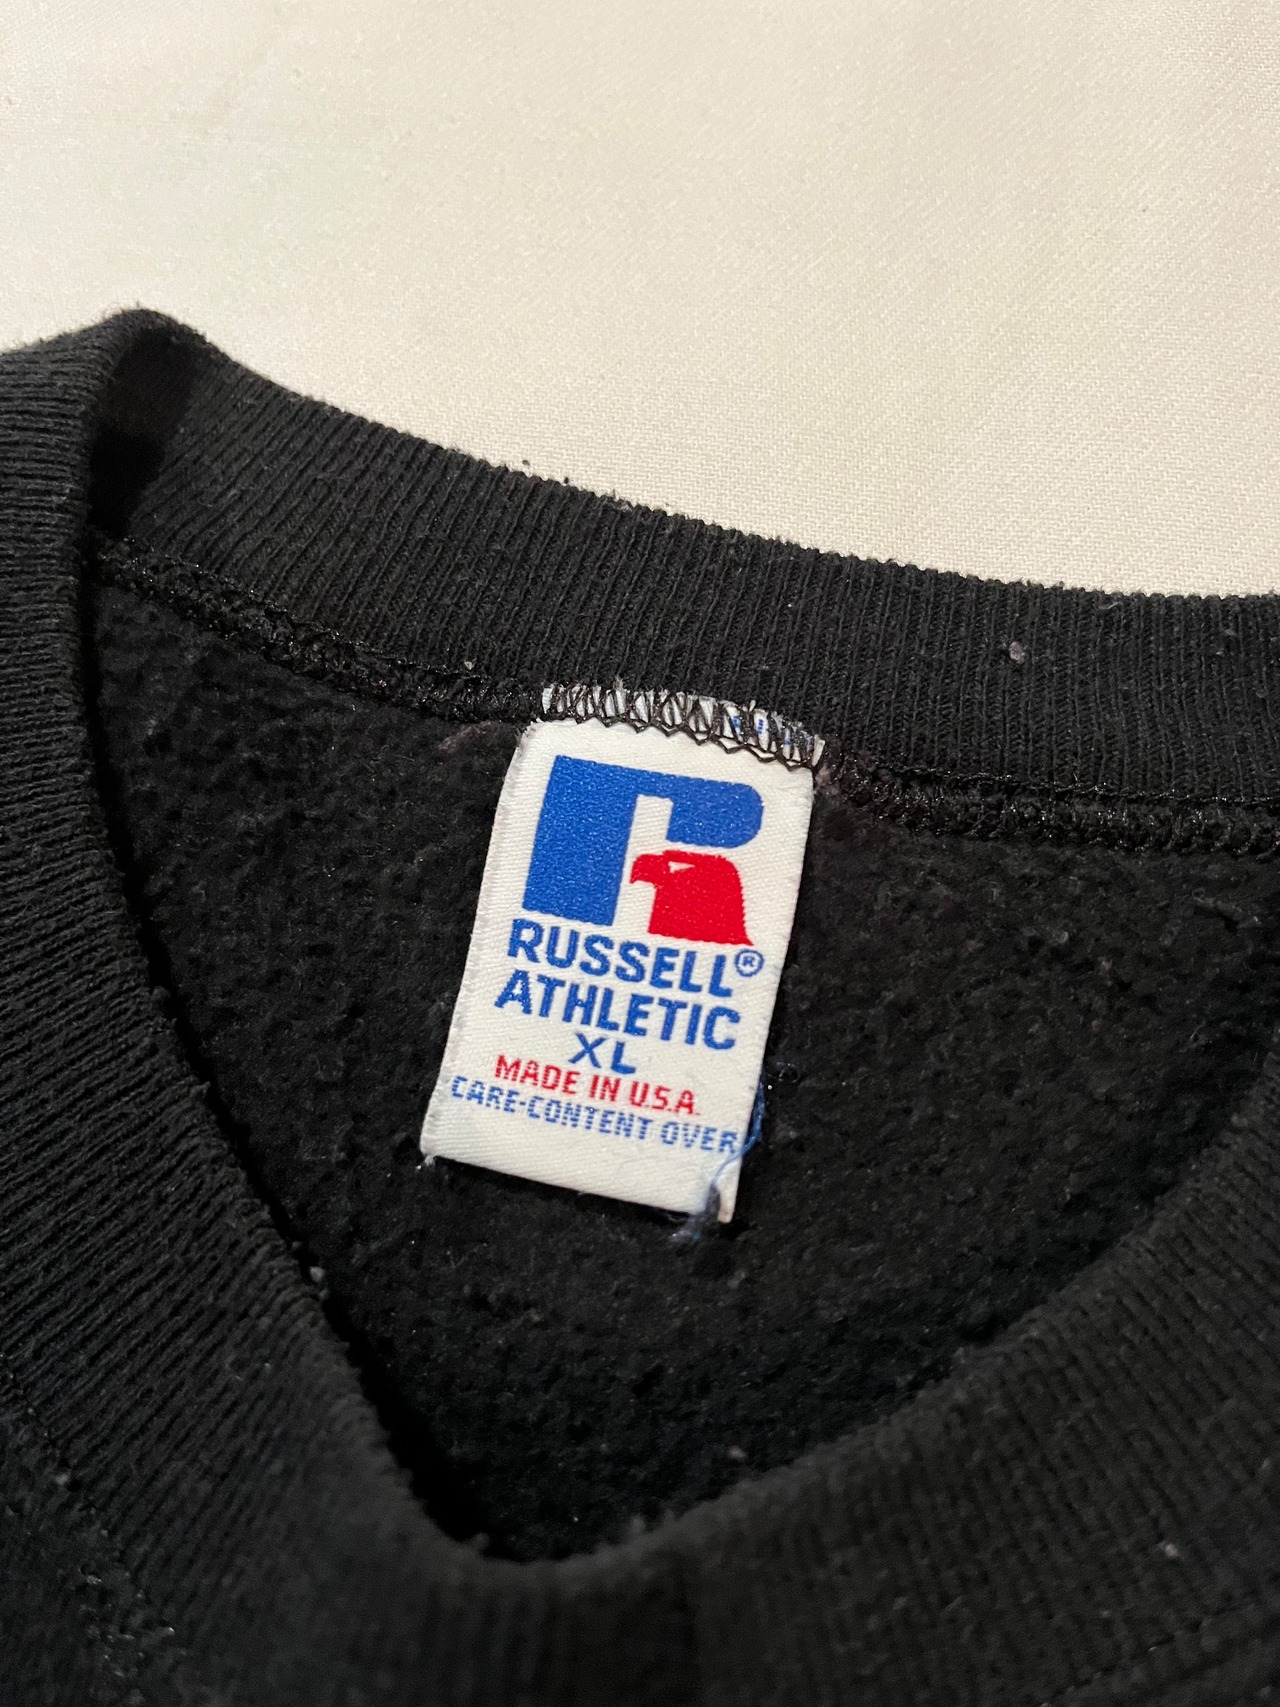 RUSSELL®
ATHLETIC
XL
MADE IN U.S.A.
CARE-CONTENT OVER